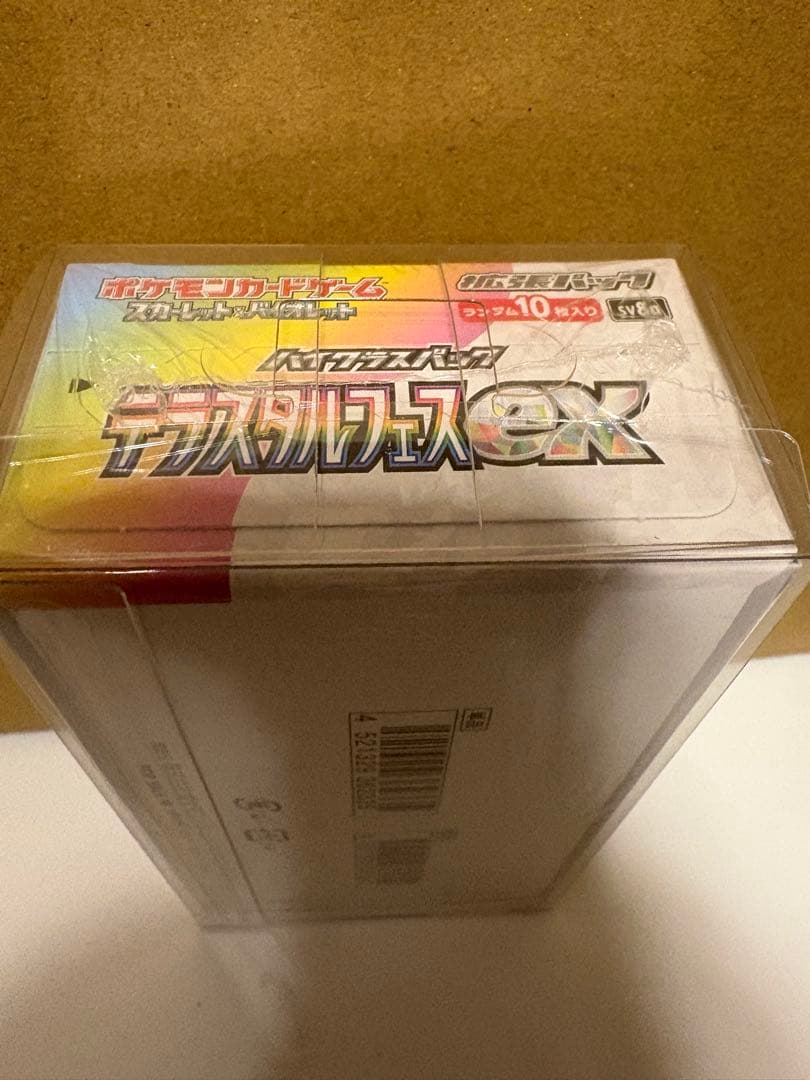 ポケモンカードゲーム
スカーレット&バイオレット
拡張パック
ランダム10枚入り
sv8a
ハイクラスパック
テラスタルフェスex
4 521329